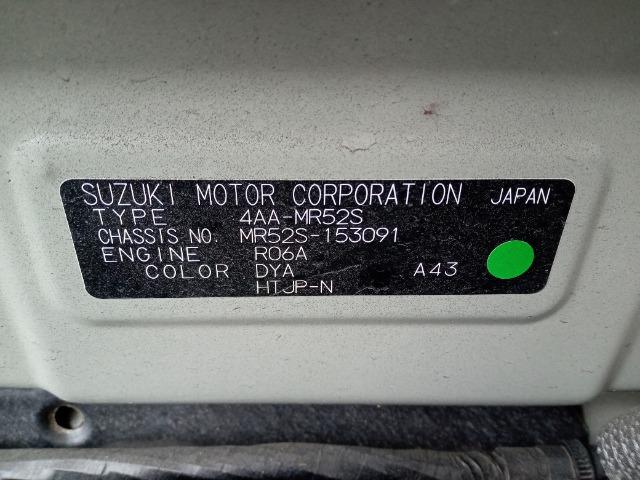 SUZUKI MOTOR CORPORATION JAPAN
TYPE 4AA-MR52S
CHASSIS NO. MR52S-153091
ENGINE R06A
COLOR DYA A43
HTJP-N